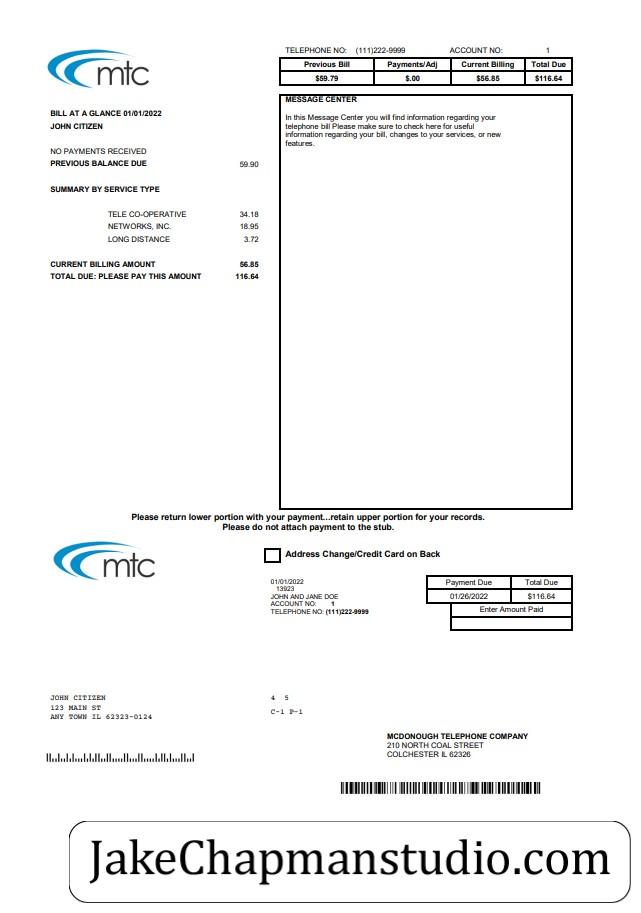 mtc
TELEPHONE NO: (111)222-9999 ACCOUNT NO: 1
Previous Bill Payments/Adj Current Billing Total Due
$59.79 $.00 $56.85 $116.64
BILL AT A GLANCE 01/01/2022
JOHN CITIZEN
NO PAYMENTS RECEIVED
PREVIOUS BALANCE DUE 59.90
SUMMARY BY SERVICE TYPE
TELE CO-OPERATIVE 34.18
NETWORKS, INC. 18.95
LONG DISTANCE 3.72
CURRENT BILLING AMOUNT 56.85
TOTAL DUE: PLEASE PAY THIS AMOUNT 116.64
MESSAGE CENTER
In this Message Center you will find information regarding your
telephone bill Please make sure to check here for useful
information regarding your bill, changes to your services, or new
features.
Please return lower portion with your payment...retain upper portion for your records.
Please do not attach payment to the stub.
mtc
Address Change/Credit Card on Back
01/01/2022
13923
JOHN AND JANE DOE
ACCOUNT NO: 1
TELEPHONE NO: (111)222-9999
Payment Due Total Due
01/26/2022 $116.64
Enter Amount Paid
JOHN CITIZEN
123 MAIN ST
ANY TOWN IL 62323-0124
4 5
C-1 P-1
MCDONOUGH TELEPHONE COMPANY
210 NORTH COAL STREET
COLCHESTER IL 62326
JakeChapmanstudio.com